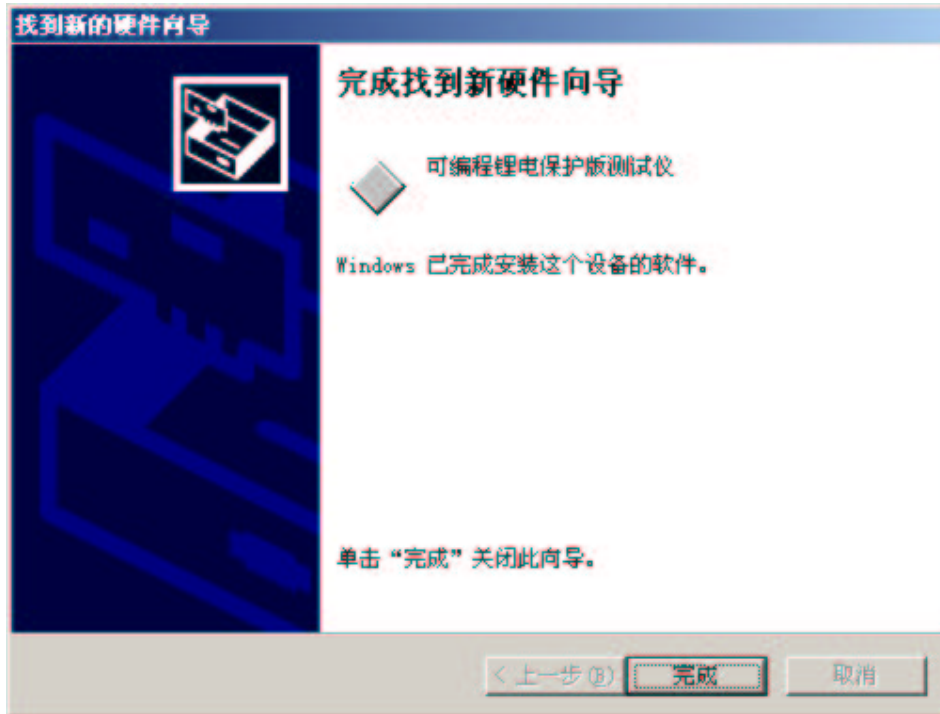 找到新的硬件向导
完成找到新硬件向导
可编程锂电保护版测试仪
Windows 已完成安装这个设备的软件。
单击“完成”关闭此向导。
< 上一步(B) 完成 取消